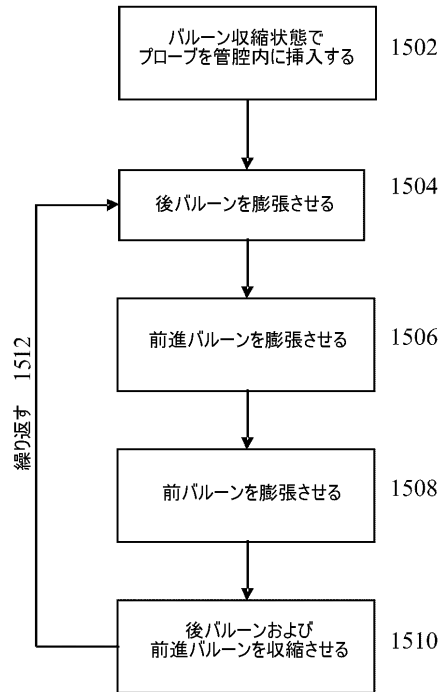 バルーン収縮状態で
プローブを管腔内に挿入する
1502
1504
後バルーンを膨張させる
1506
前進バルーンを膨張させる
繰り返す 1512
1508
前バルーンを膨張させる
後バルーンおよび
前進バルーンを収縮させる
1510